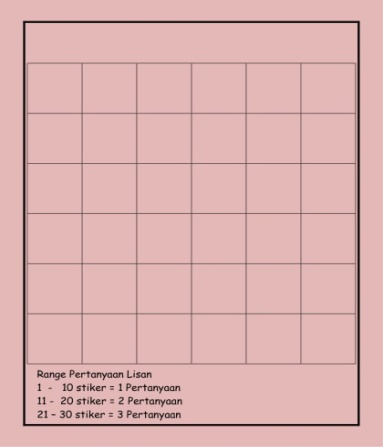 Range Pertanyaan Lisan
1 - 10 stiker = 1 Pertanyaan
11 - 20 stiker = 2 Pertanyaan
21 – 30 stiker = 3 Pertanyaan